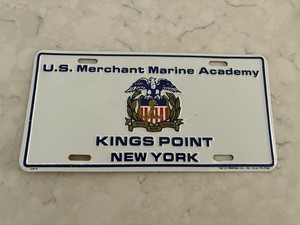 U.S. Merchant Marine Academy
KINGS POINT
NEW YORK